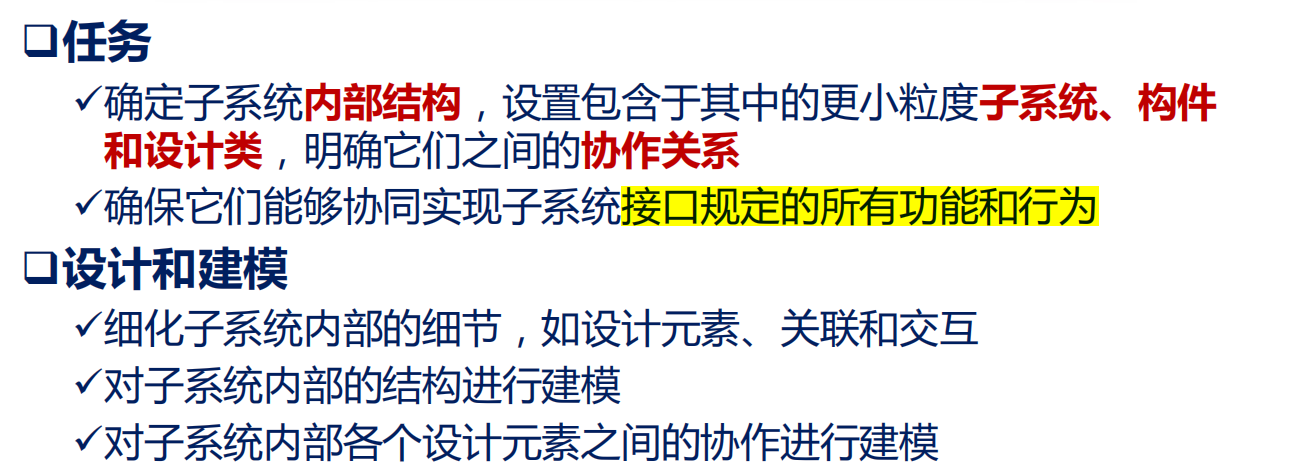 ❑任务
✓确定子系统内部结构，设置包含于其中的更小粒度子系统、构件
和设计类，明确它们之间的协作关系
✓确保它们能够协同实现子系统接口规定的所有功能和行为
❑设计和建模
✓细化子系统内部的细节，如设计元素、关联和交互
✓对子系统内部的结构进行建模
✓对子系统内部各个设计元素之间的协作进行建模